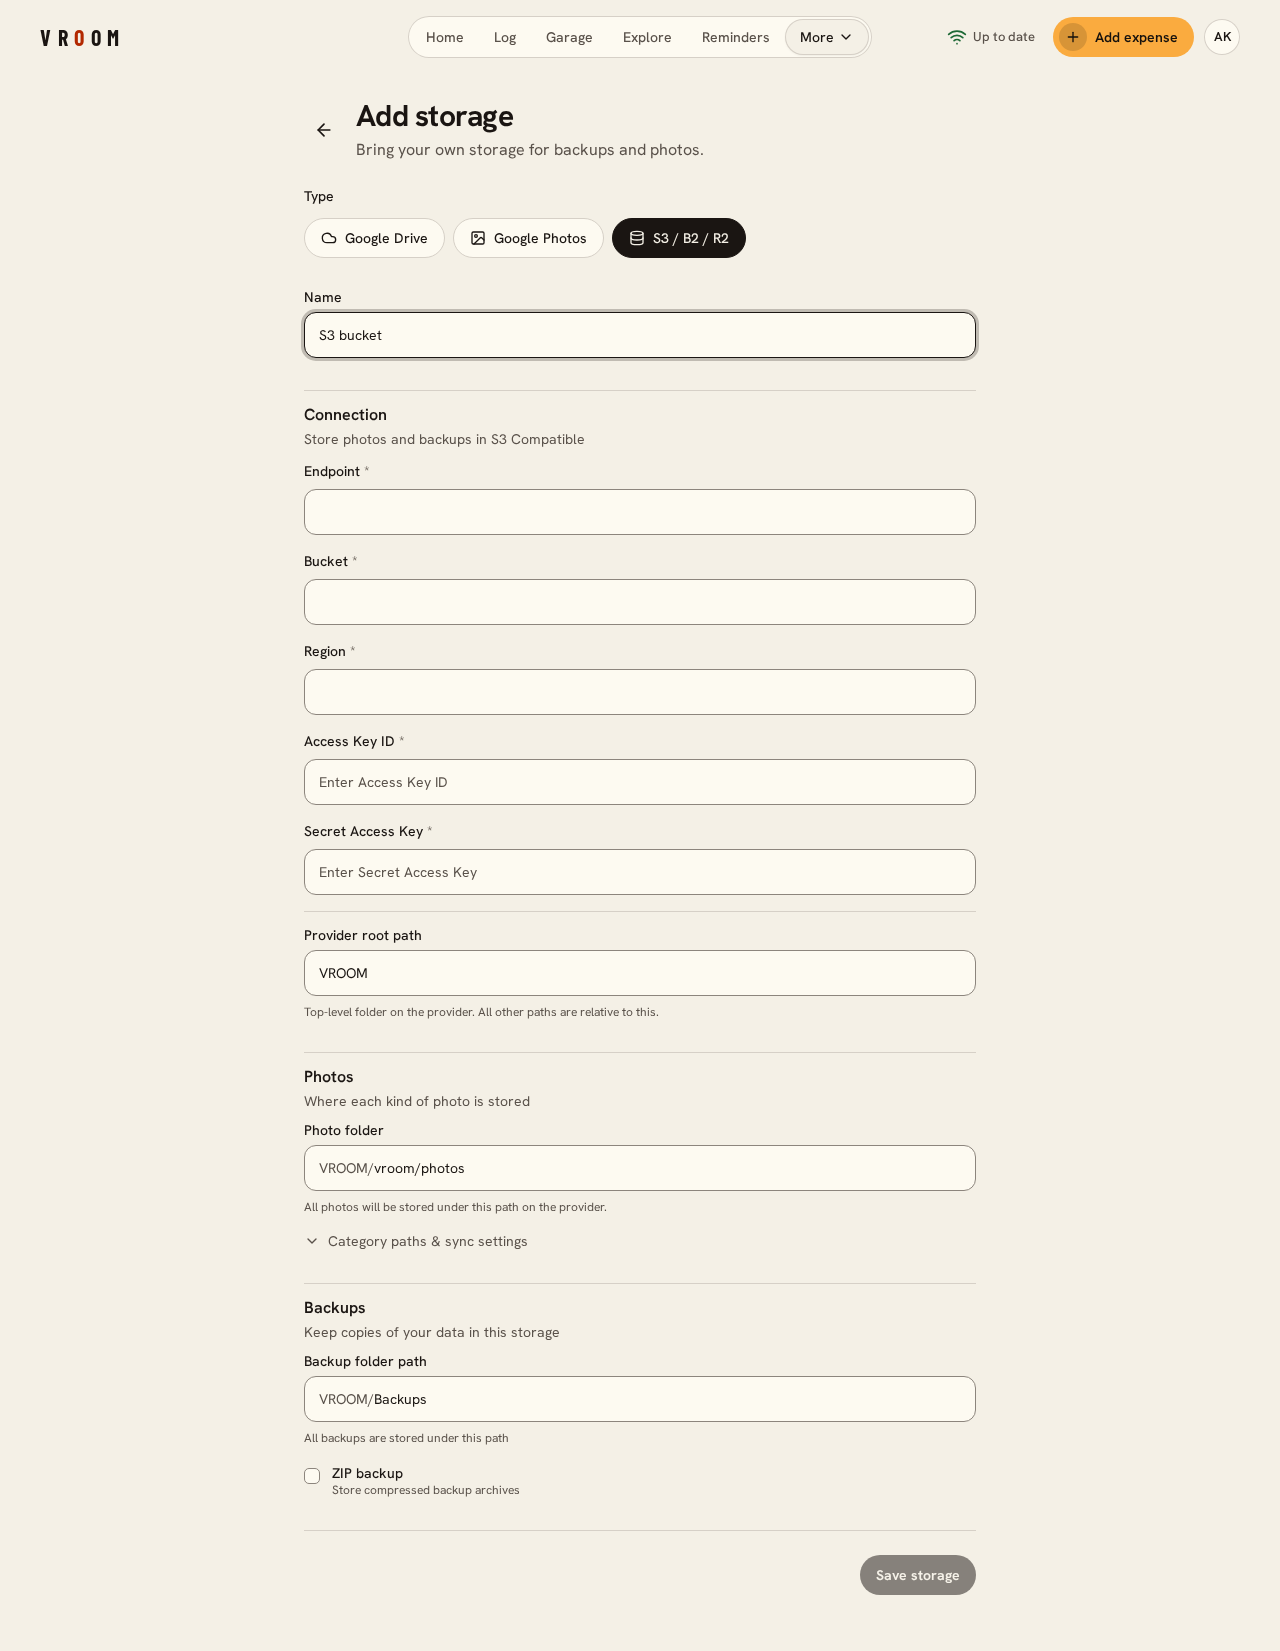 VROOM
Home
Log
Garage
Explore
Reminders
More
Up to date
Add expense
AK
Add storage
Bring your own storage for backups and photos.
Type
Google Drive
Google Photos
S3 / B2 / R2
Name
S3 bucket
Connection
Store photos and backups in S3 Compatible
Endpoint *
Bucket *
Region *
Access Key ID *
Enter Access Key ID
Secret Access Key *
Enter Secret Access Key
Provider root path
VROOM
Top-level folder on the provider. All other paths are relative to this.
Photos
Where each kind of photo is stored
Photo folder
VROOM/vroom/photos
All photos will be stored under this path on the provider.
Category paths & sync settings
Backups
Keep copies of your data in this storage
Backup folder path
VROOM/Backups
All backups are stored under this path
ZIP backup
Store compressed backup archives
Save storage